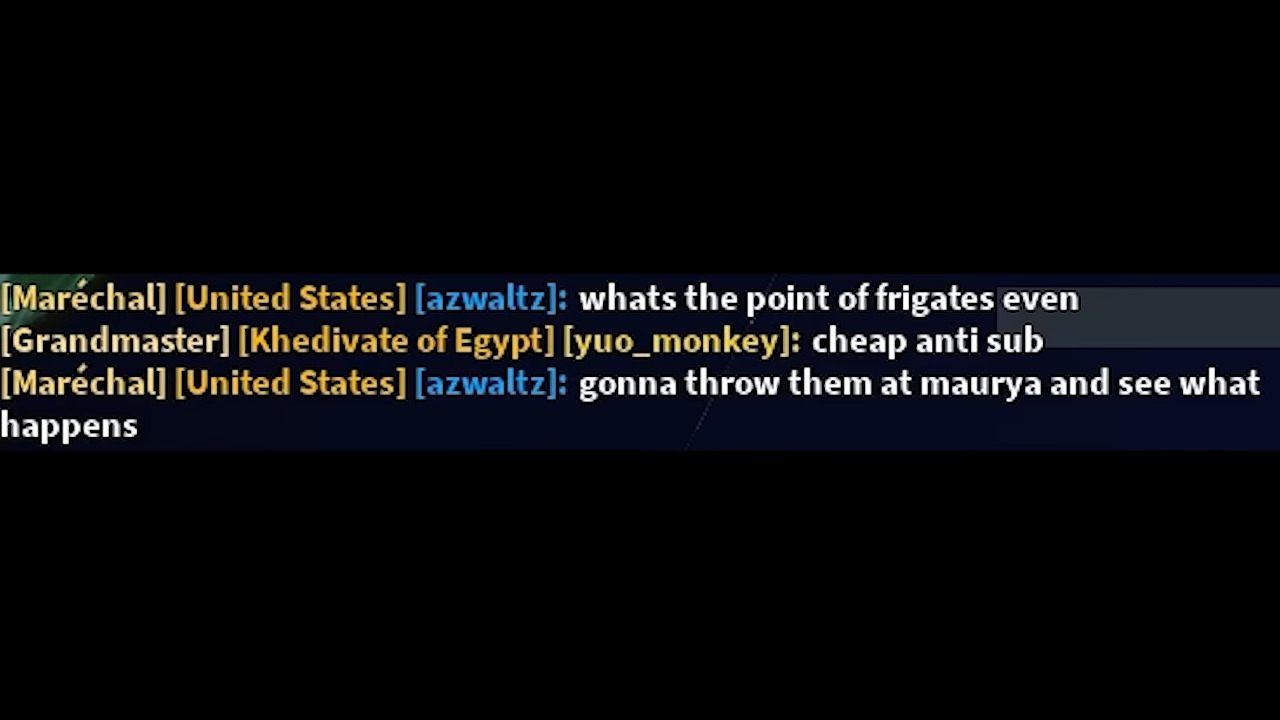 [Maréchal] [United States] [azwaltz]: whats the point of frigates even
[Grandmaster] [Khedivate of Egypt] [yuo_monkey]: cheap anti sub
[Maréchal] [United States] [azwaltz]: gonna throw them at maurya and see what
happens